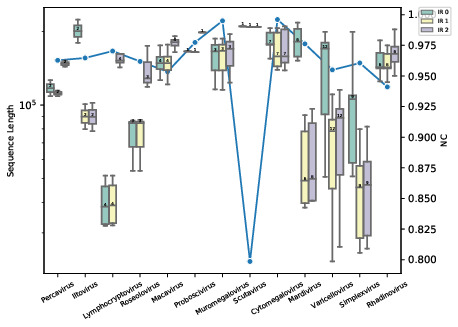 1.000
IR 0
IR 1
IR 2
0.975
0.950
10⁵
0.925
Sequence Length
0.900
NC
0.875
0.850
0.825
0.800
Percavirus
Iltovirus
Lymphocryptovirus
Roseolovirus
Macavirus
Proboscivirus
Muromegalovirus
Scutavirus
Cytomegalovirus
Mardivirus
Varicellovirus
Simplexvirus
Rhadinovirus